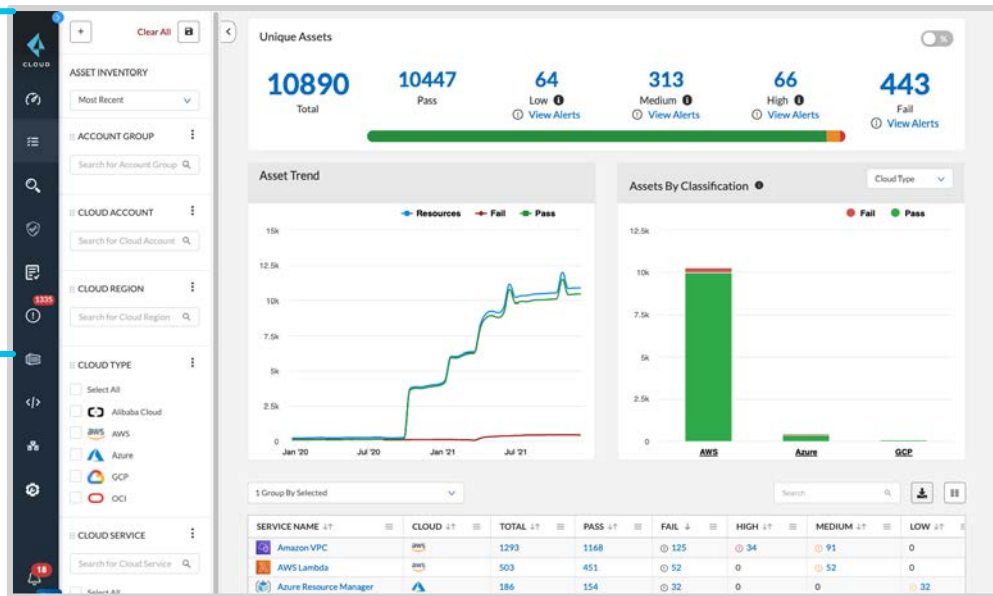 CLOUD
1335
18
+
Clear All
ASSET INVENTORY
Most Recent
ACCOUNT GROUP
Search for Account Group
CLOUD ACCOUNT
Search for Cloud Account
CLOUD REGION
Search for Cloud Region
CLOUD TYPE
Select All
Alibaba Cloud
aws AWS
Azure
GCP
OCI
CLOUD SERVICE
Search for Cloud Service
Select All
Unique Assets
%
10890 10447 64 313 66 443
Total Pass Low Medium High Fail
View Alerts View Alerts View Alerts View Alerts
Asset Trend
Resources Fail Pass
15k
12.5k
10k
7.5k
5k
2.5k
0
Jan '20 Jul '20 Jan '21 Jul '21
Assets By Classification
Cloud Type
Fail Pass
12.5k
10k
7.5k
5k
2.5k
0
AWS Azure GCP
1 Group By Selected
Search
SERVICE NAME CLOUD TOTAL PASS FAIL HIGH MEDIUM LOW
Amazon VPC aws 1293 1168 125 34 91 0
AWS Lambda aws 503 451 52 0 52 0
Azure Resource Manager 186 154 32 0 0 32